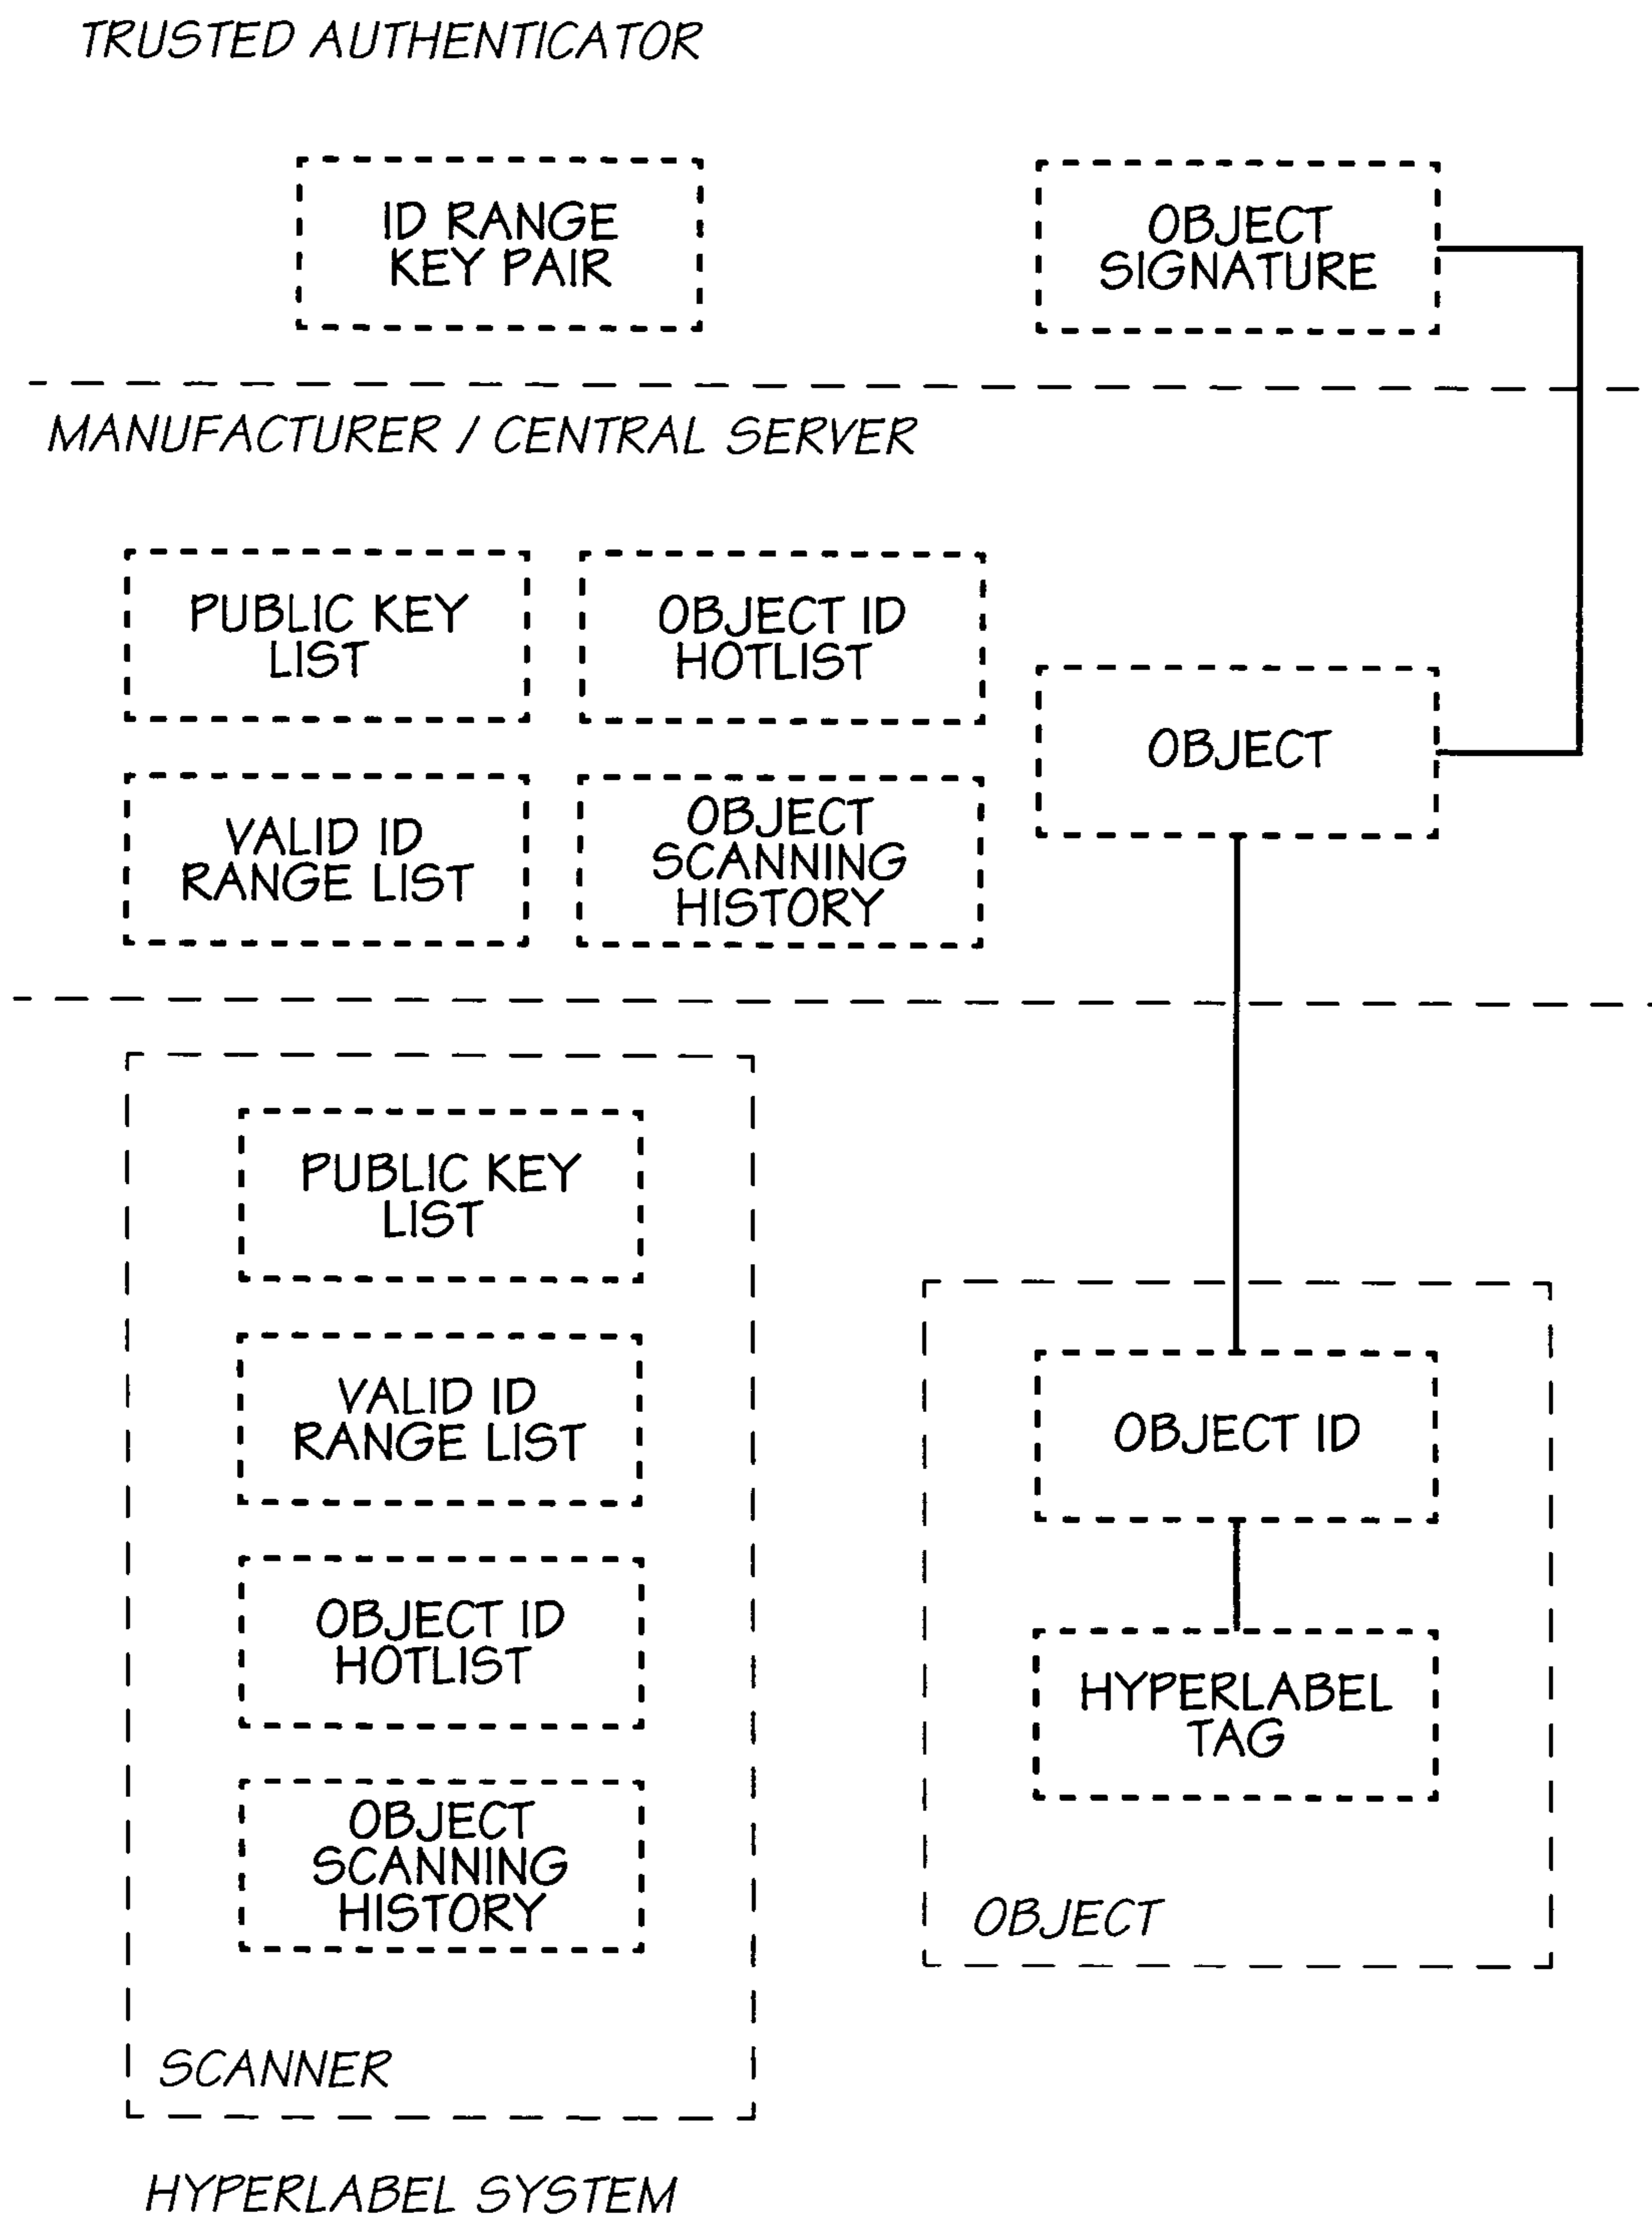 TRUSTED AUTHENTICATOR
ID RANGE
KEY PAIR
OBJECT
SIGNATURE
MANUFACTURER / CENTRAL SERVER
PUBLIC KEY
LIST
OBJECT ID
HOTLIST
OBJECT
VALID ID
RANGE LIST
OBJECT
SCANNING
HISTORY
PUBLIC KEY
LIST
VALID ID
RANGE LIST
OBJECT ID
HOTLIST
OBJECT
SCANNING
HISTORY
SCANNER
OBJECT ID
HYPERLABEL
TAG
OBJECT
HYPERLABEL SYSTEM